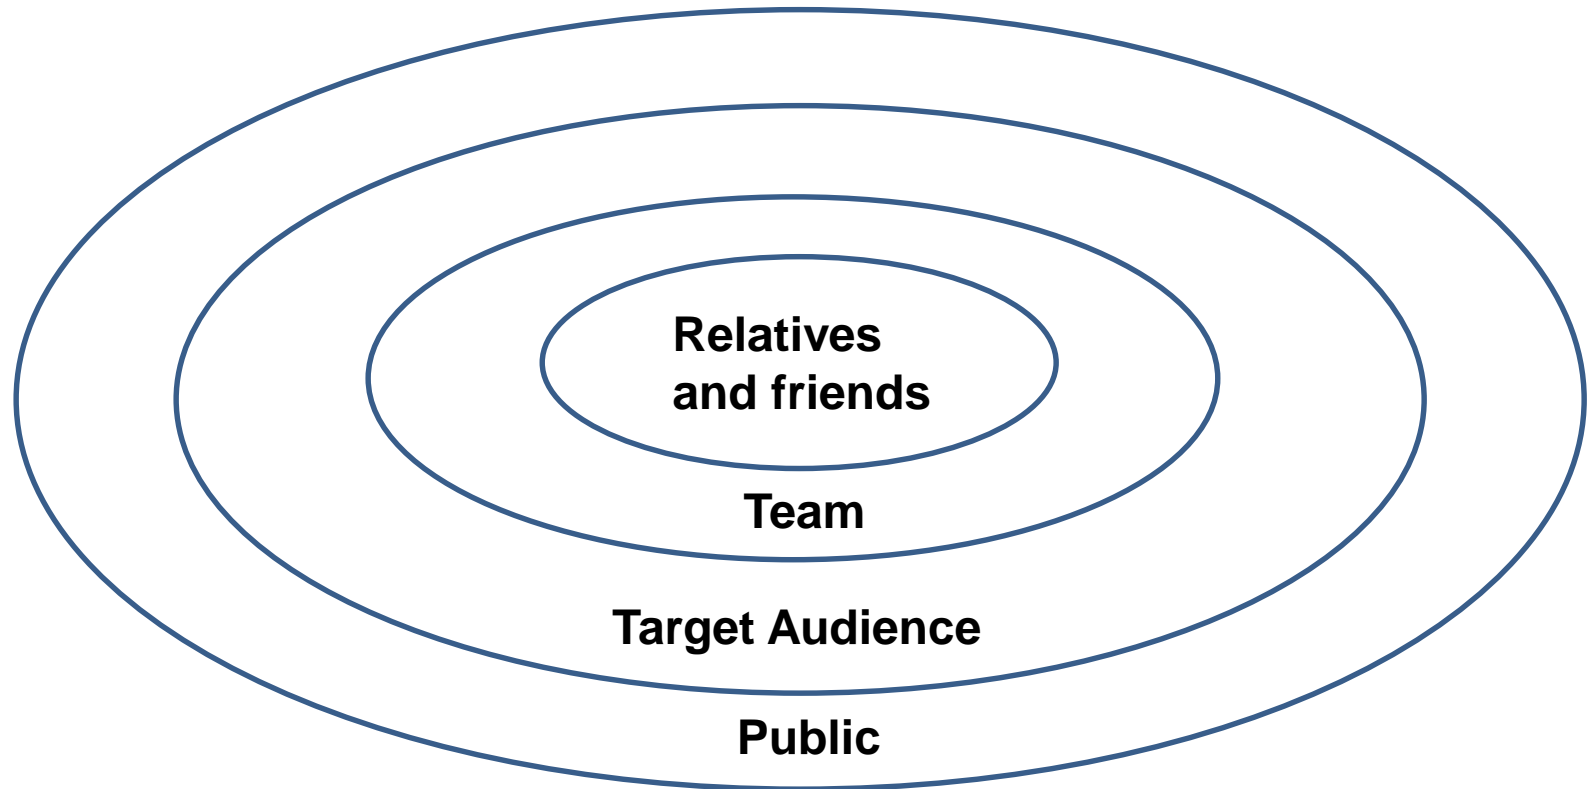 Relatives
and friends
Team
Target Audience
Public